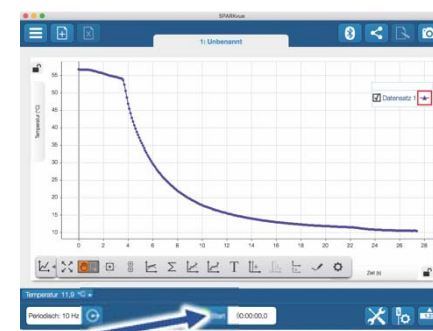 SPARKvue
1: Unbenannt
Temperatur (°C)
55
50
45
40
35
30
25
20
15
10
Datensatz 1
0 2 4 6 8 10 12 14 16 18 20 22 24 26 28
Zeit (s)
Temperatur 11,9 °C
Periodisch: 10 Hz
Start
00:00:00,0